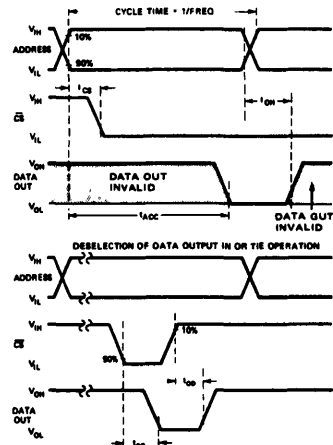 CYCLE TIME = 1/FREQ
VIH
10%
ADDRESS
90%
VIL
tCS
tOH
VIH
CS
VIL
VOH
DATA OUT
INVALID
DATA
OUT
VOL
tACC
DATA OUT
INVALID
DESELECTION OF DATA OUTPUT IN OR TIE OPERATION
VIH
ADDRESS
VIL
VIH
10%
CS
90%
VIL
tOD
VOH
DATA
OUT
VOL